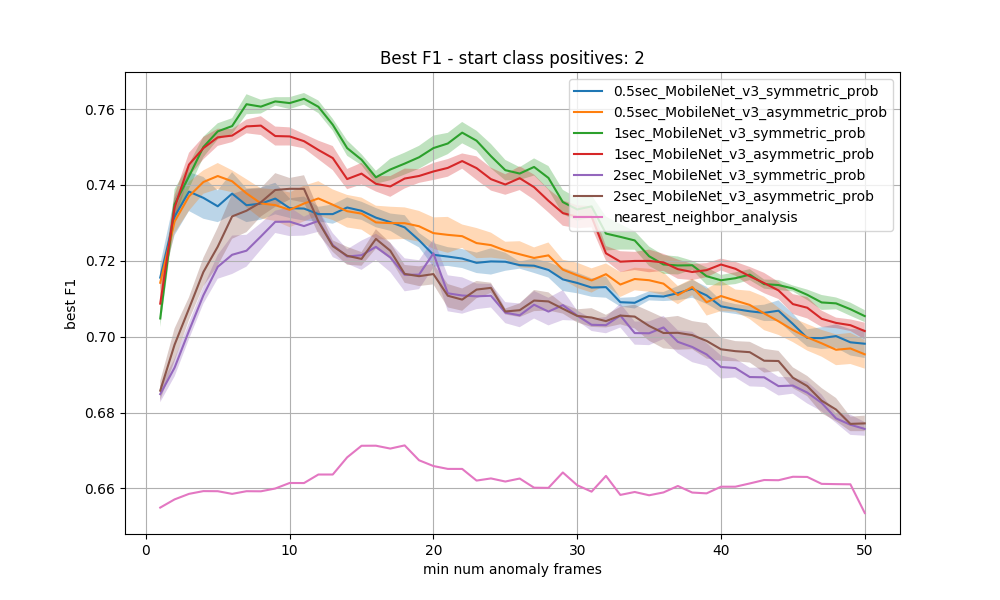 Best F1 - start class positives: 2
0.5sec_MobileNet_v3_symmetric_prob
0.5sec_MobileNet_v3_asymmetric_prob
1sec_MobileNet_v3_symmetric_prob
1sec_MobileNet_v3_asymmetric_prob
2sec_MobileNet_v3_symmetric_prob
2sec_MobileNet_v3_asymmetric_prob
nearest_neighbor_analysis
best F1
0.76
0.74
0.72
0.70
0.68
0.66
0 10 20 30 40 50
min num anomaly frames